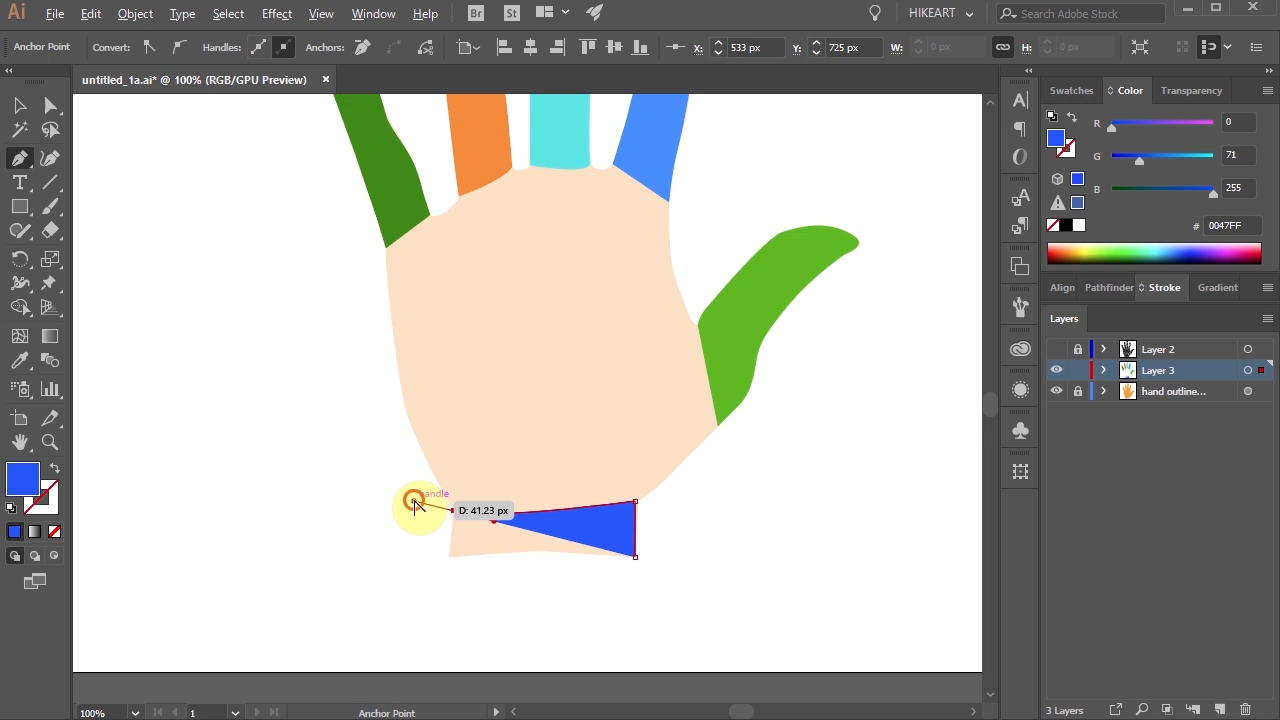 Ai File Edit Object Type Select Effect View Window Help Br St HIKEART Search Adobe Stock
Anchor Point Convert: Handles: Anchors: X: 533 px Y: 725 px W: 0 px H: 0 px
untitled_1a.ai* @ 100% (RGB/GPU Preview)
Swatches Color Transparency
R 0
G 71
B 255
# 0047FF
Align Pathfinder Stroke Gradient
Layers
Layer 2
Layer 3
hand outline...
handle
D: 41.23 px
100% 1 Anchor Point
3 Layers